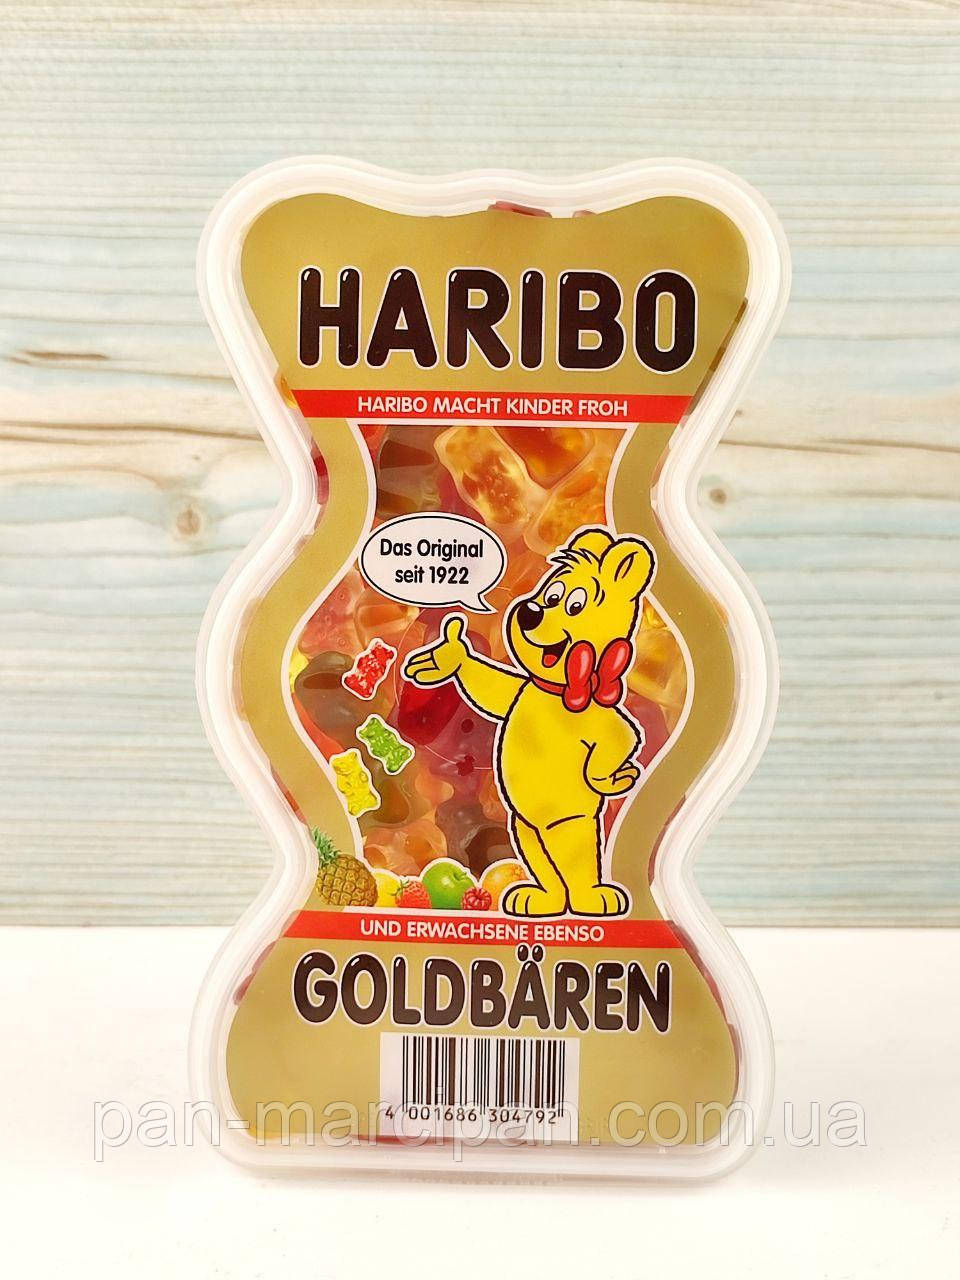 HARIBO
HARIBO MACHT KINDER FROH
Das Original
seit 1922
UND ERWACHSENE EBENSO
GOLDBÄREN
4 001686 304792
pan-marcipan.com.ua